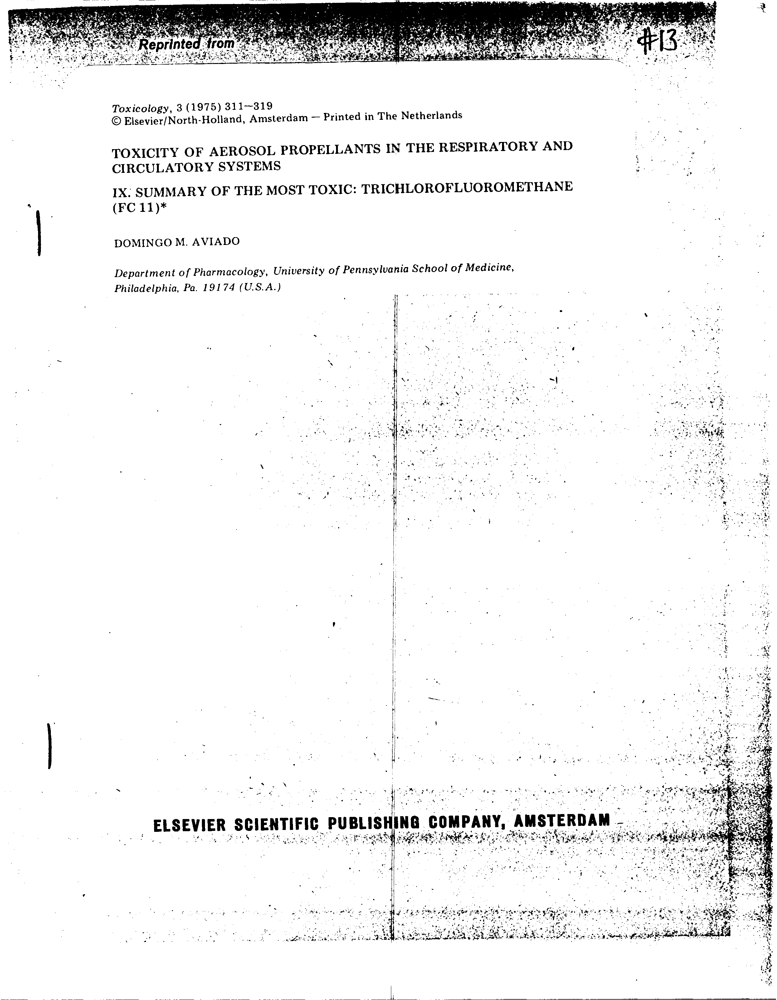 Reprinted from
#13
Toxicology, 3 (1975) 311—319
© Elsevier/North-Holland, Amsterdam — Printed in The Netherlands
TOXICITY OF AEROSOL PROPELLANTS IN THE RESPIRATORY AND
CIRCULATORY SYSTEMS
IX. SUMMARY OF THE MOST TOXIC: TRICHLOROFLUOROMETHANE
(FC 11)*
DOMINGO M. AVIADO
Department of Pharmacology, University of Pennsylvania School of Medicine,
Philadelphia, Pa. 19174 (U.S.A.)
ELSEVIER SCIENTIFIC PUBLISHING COMPANY, AMSTERDAM